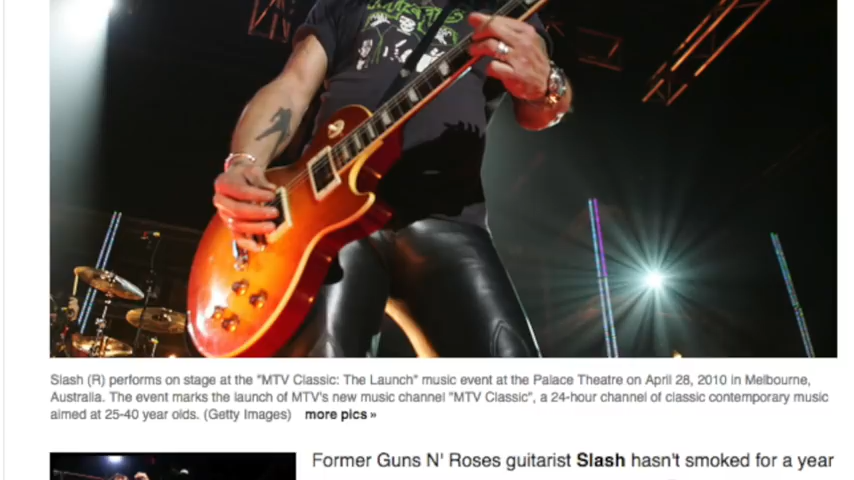 Slash (R) performs on stage at the "MTV Classic: The Launch" music event at the Palace Theatre on April 28, 2010 in Melbourne,
Australia. The event marks the launch of MTV's new music channel "MTV Classic", a 24-hour channel of classic contemporary music
aimed at 25-40 year olds. (Getty Images) more pics »
Former Guns N' Roses guitarist Slash hasn't smoked for a year